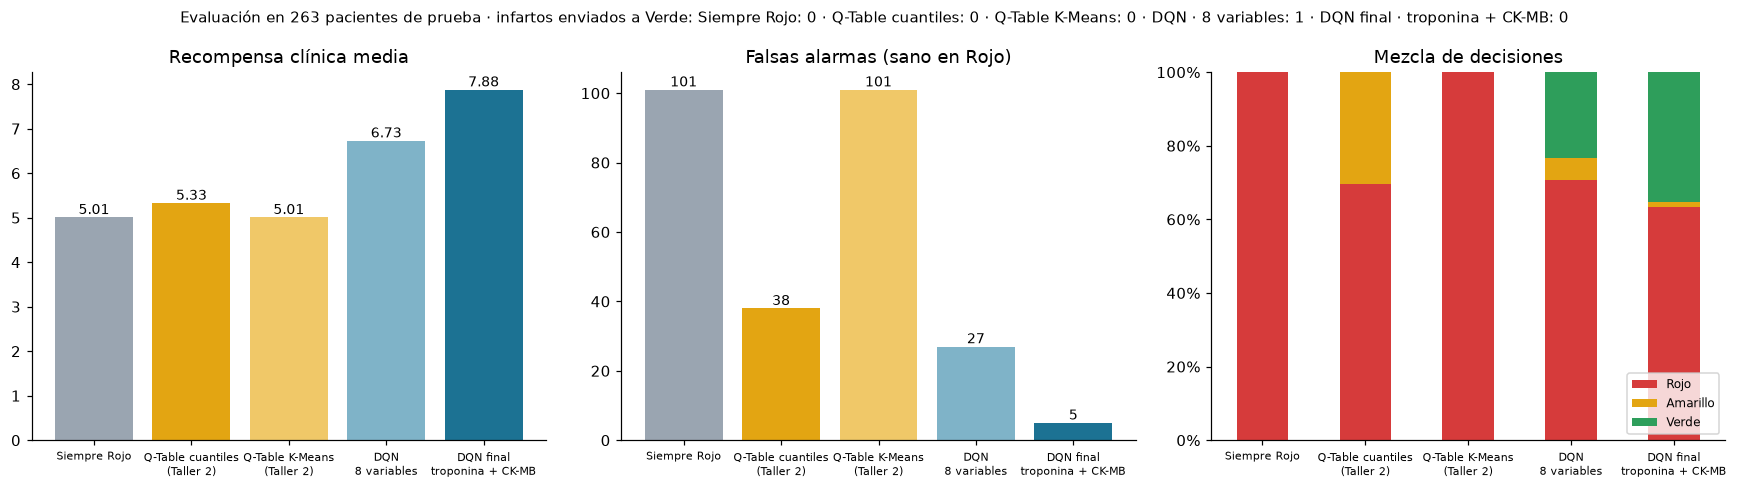 Evaluación en 263 pacientes de prueba · infartos enviados a Verde: Siempre Rojo: 0 · Q-Table cuantiles: 0 · Q-Table K-Means: 0 · DQN · 8 variables: 1 · DQN final · troponina + CK-MB: 0
Recompensa clínica media
8
7
6
5
4
3
2
1
0
5.01
5.33
5.01
6.73
7.88
Siempre Rojo
Q-Table cuantiles
(Taller 2)
Q-Table K-Means
(Taller 2)
DQN
8 variables
DQN final
troponina + CK-MB
Falsas alarmas (sano en Rojo)
100
80
60
40
20
0
101
38
101
27
5
Siempre Rojo
Q-Table cuantiles
(Taller 2)
Q-Table K-Means
(Taller 2)
DQN
8 variables
DQN final
troponina + CK-MB
Mezcla de decisiones
100%
80%
60%
40%
20%
0%
Rojo
Amarillo
Verde
Siempre Rojo
Q-Table cuantiles
(Taller 2)
Q-Table K-Means
(Taller 2)
DQN
8 variables
DQN final
troponina + CK-MB